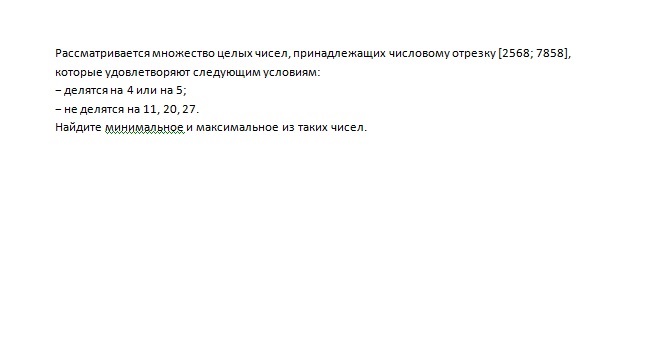 Рассматривается множество целых чисел, принадлежащих числовому отрезку [2568; 7858],
которые удовлетворяют следующим условиям:
− делятся на 4 или на 5;
− не делятся на 11, 20, 27.
Найдите минимальное и максимальное из таких чисел.